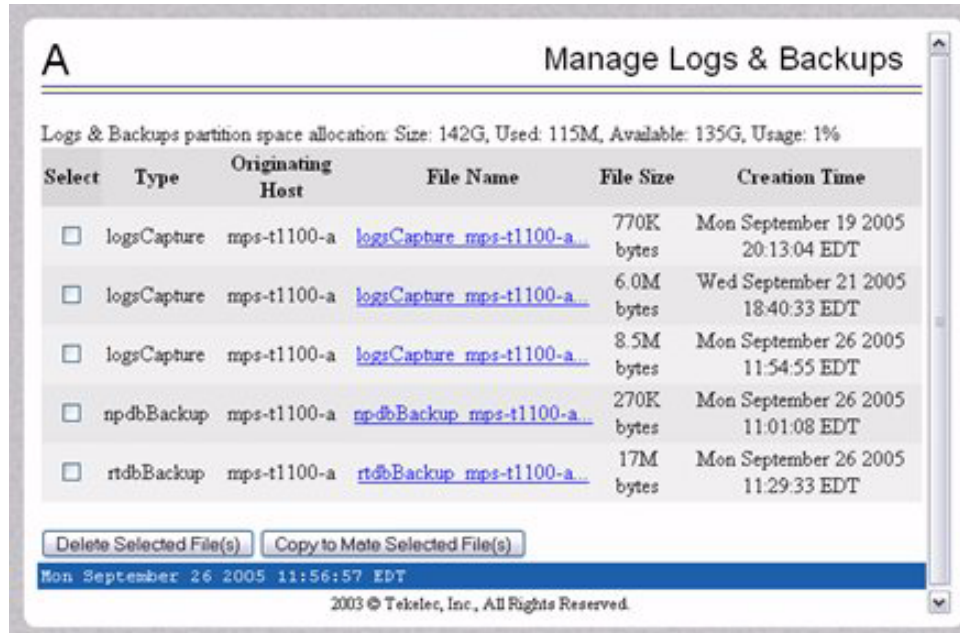 A
Manage Logs & Backups
Logs & Backups partition space allocation: Size: 142G, Used: 115M, Available: 135G, Usage: 1%
Select Type Originating Host File Name File Size Creation Time
logsCapture mps-t1100-a logsCapture_mps-t1100-a... 770K bytes Mon September 19 2005 20:13:04 EDT
logsCapture mps-t1100-a logsCapture_mps-t1100-a... 6.0M bytes Wed September 21 2005 18:40:33 EDT
logsCapture mps-t1100-a logsCapture_mps-t1100-a... 8.5M bytes Mon September 26 2005 11:54:55 EDT
npdbBackup mps-t1100-a npdbBackup_mps-t1100-a... 270K bytes Mon September 26 2005 11:01:08 EDT
rtdbBackup mps-t1100-a rtdbBackup_mps-t1100-a... 17M bytes Mon September 26 2005 11:29:33 EDT
Delete Selected File(s) Copy to Mate Selected File(s)
Mon September 26 2005 11:56:57 EDT
2003 © Tekelec, Inc., All Rights Reserved.